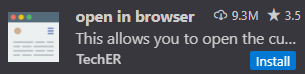 open in browser 9.3M ★ 3.5
This allows you to open the cu...
TechER Install